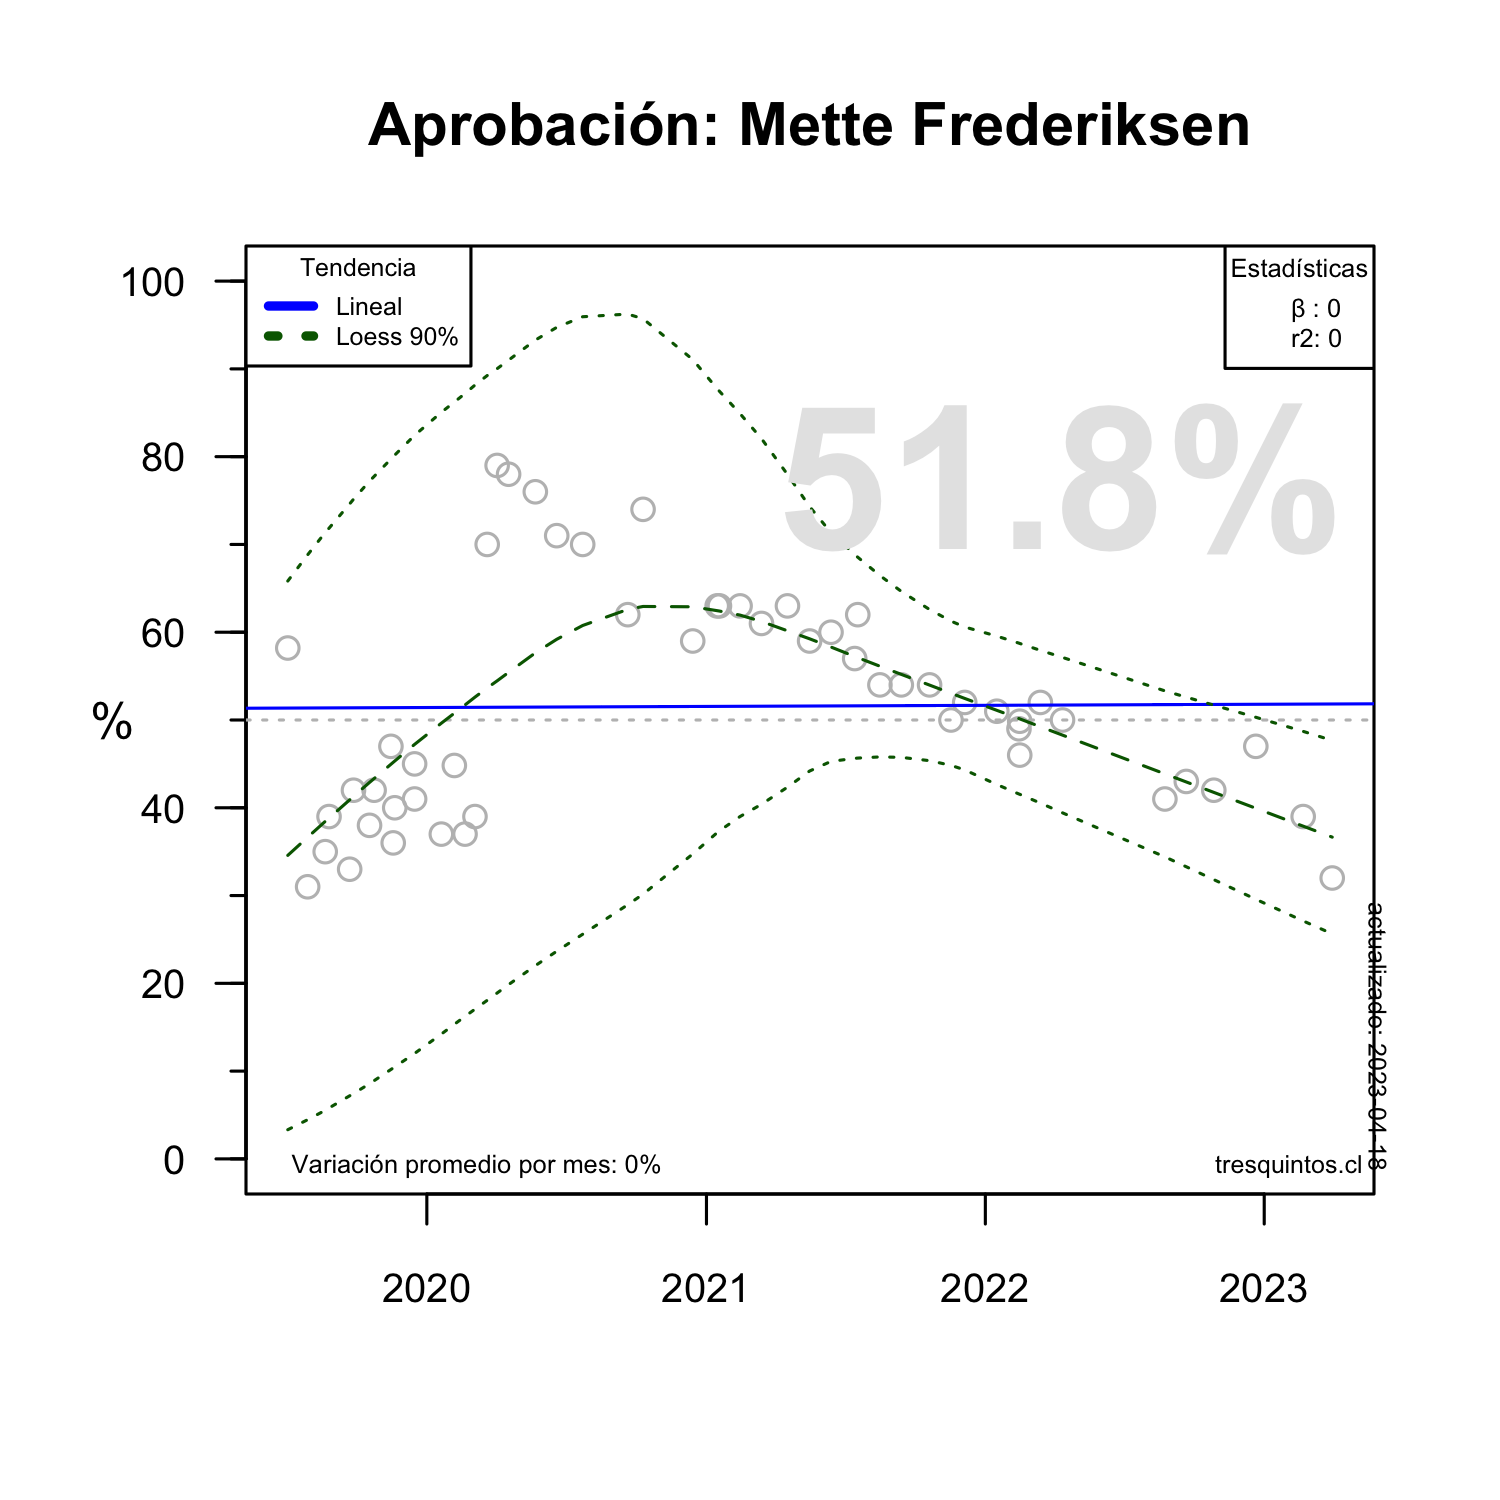 Aprobación: Mette Frederiksen
Tendencia
Lineal
Loess 90%
Estadísticas
β : 0
r2: 0
51.8%
100
80
60
40
20
0
%
Variación promedio por mes: 0%
tresquintos.cl
actualizado: 2023-04-18
2020
2021
2022
2023